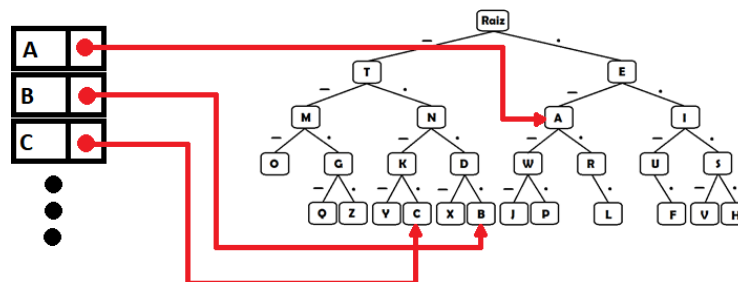 Raiz
A
– .
T E
B
– . – .
M N A I
C
– . – . – . – .
O G K D W R U S
– . – . – . – . . . – .
Q Z Y C X B J P L F V H